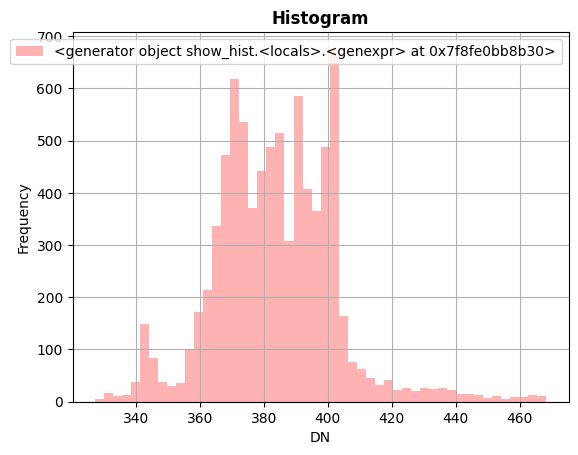 Histogram
<generator object show_hist.<locals>.<genexpr> at 0x7f8fe0bb8b30>
700
600
500
400
300
200
100
0
Frequency
340 360 380 400 420 440 460
DN